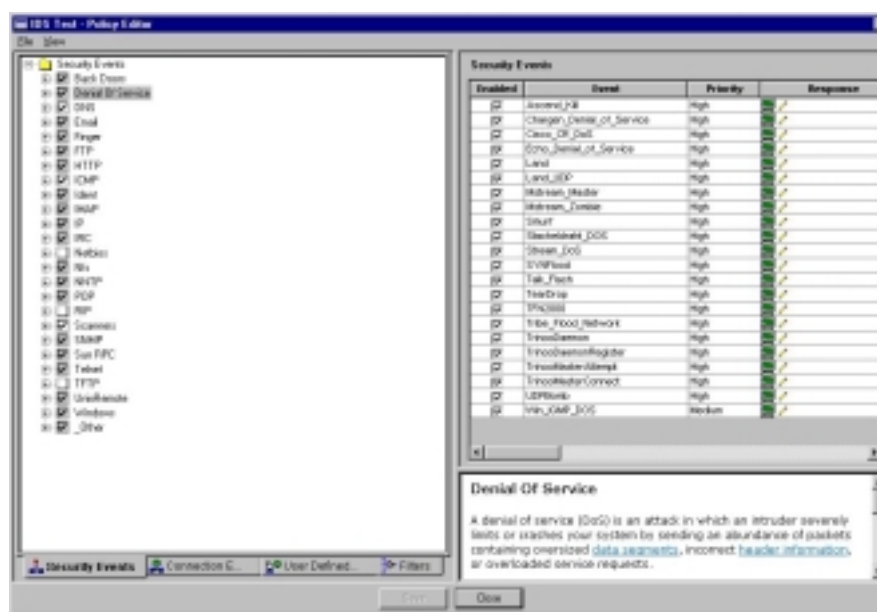 IDS Test - Policy Editor
File View
Security Events
Back Doors
Denial Of Service
DNS
Email
Finger
FTP
HTTP
ICMP
Ident
IMAP
IP
IRC
Netbios
Nfs
NNTP
POP
RIP
Scanners
SNMP
Sun RPC
Telnet
TFTP
UnixRemote
Windows
_Other
Security Events
Connection E...
User Defined...
Filters
Security Events
Enabled Event Priority Response
Ascend_Kill High
Chargen_Denial_of_Service High
Cisco_CR_DoS High
Echo_Denial_of_Service High
Land High
Land_UDP High
Mstream_Master High
Mstream_Zombie High
Smurf High
Stacheldraht_DOS High
Stream_DoS High
SYNFlood High
Talk_Flash High
TearDrop High
TFN2000 High
Tribe_Flood_Network High
TrinooDaemon High
TrinooDaemonRegister High
TrinooMasterAttempt High
TrinooMasterConnect High
UDPBomb High
Win_IGMP_DOS Medium
Denial Of Service
A denial of service (DoS) is an attack in which an intruder severely
limits or crashes your system by sending an abundance of packets
containing oversized data segments, incorrect header information,
or overloaded service requests.
Save Close